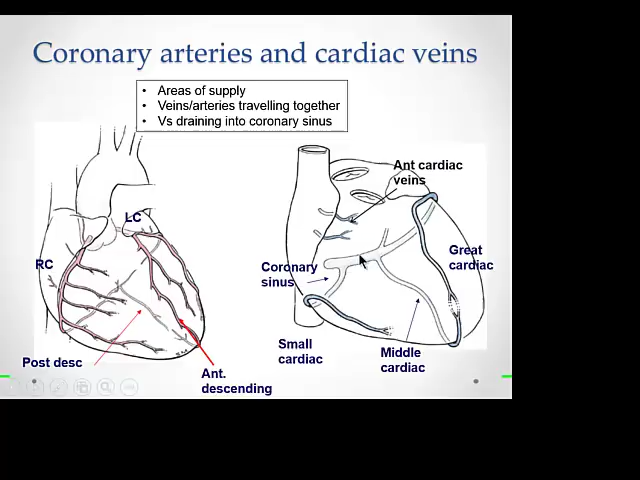 Coronary arteries and cardiac veins
• Areas of supply
• Veins/arteries travelling together
• Vs draining into coronary sinus
LC
RC
Post desc
Ant.
descending
Ant cardiac
veins
Great
cardiac
Coronary
sinus
Small
cardiac
Middle
cardiac